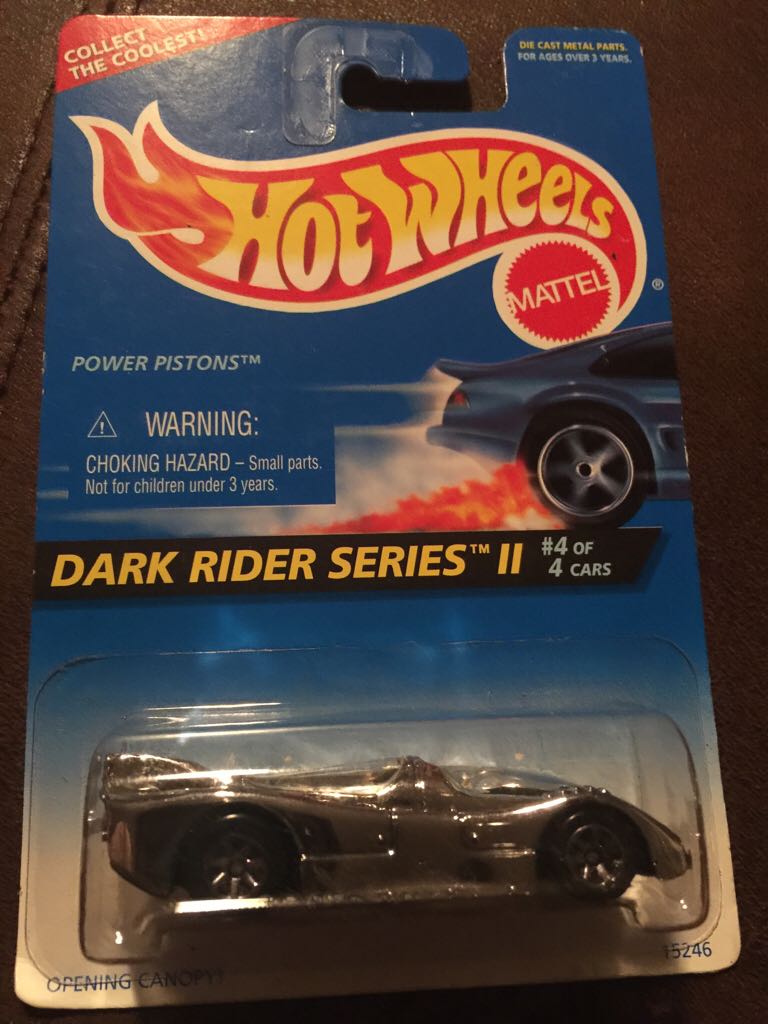 COLLECT
THE COOLEST!
DIE CAST METAL PARTS.
FOR AGES OVER 3 YEARS.
HOT WHEELS
MATTEL
®
POWER PISTONS™
WARNING:
CHOKING HAZARD – Small parts.
Not for children under 3 years.
DARK RIDER SERIES™ II
#4 OF
4 CARS
OPENING CANOPY!
15246